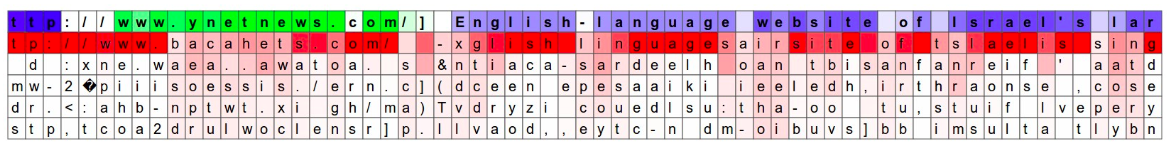 ttp://www.ynetnews.com/] English-language website of Israel's lar
tp://www.bacahets.com/ -xglish linguagesairsite of tslaelis sing
d : xne.waea..awatoa. s &ntiaca-sardeelh oan tbisanfanreif ' aatd
mw-2�piisoessis./ern.c](dceen epesaaiki ieeledh,irthraonse ,cose
dr.<:ahb-nptwt.xi gh/ma)Tvdryzi couedlsu:tha-oo tu,stuif lvepery
stp,tcoa2drulwoclensr]p.llvaod,,eytc-n dm-oibuvs]bb imsulta tlybn